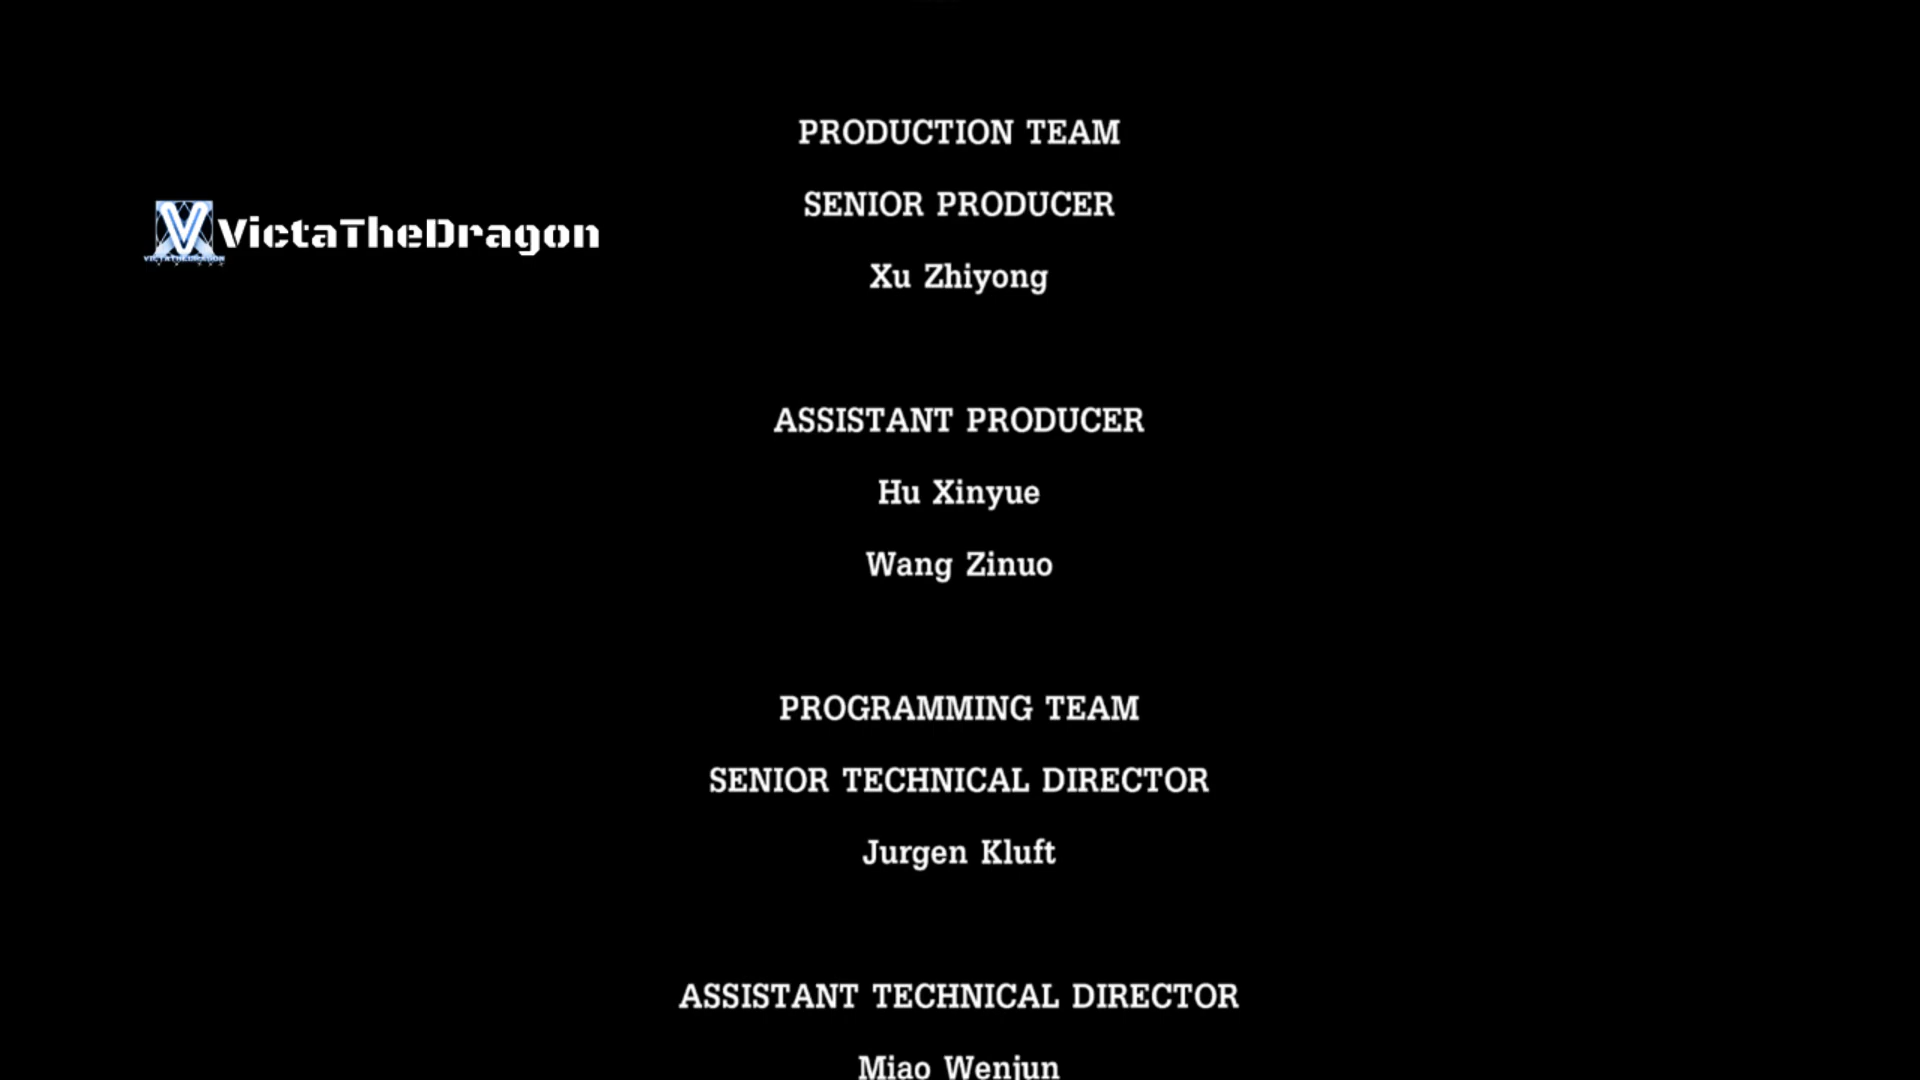 PRODUCTION TEAM
SENIOR PRODUCER
VictaTheDragon
VICTATHEDRAGON
Xu Zhiyong
ASSISTANT PRODUCER
Hu Xinyue
Wang Zinuo
PROGRAMMING TEAM
SENIOR TECHNICAL DIRECTOR
Jurgen Kluft
ASSISTANT TECHNICAL DIRECTOR
Miao Wenjun